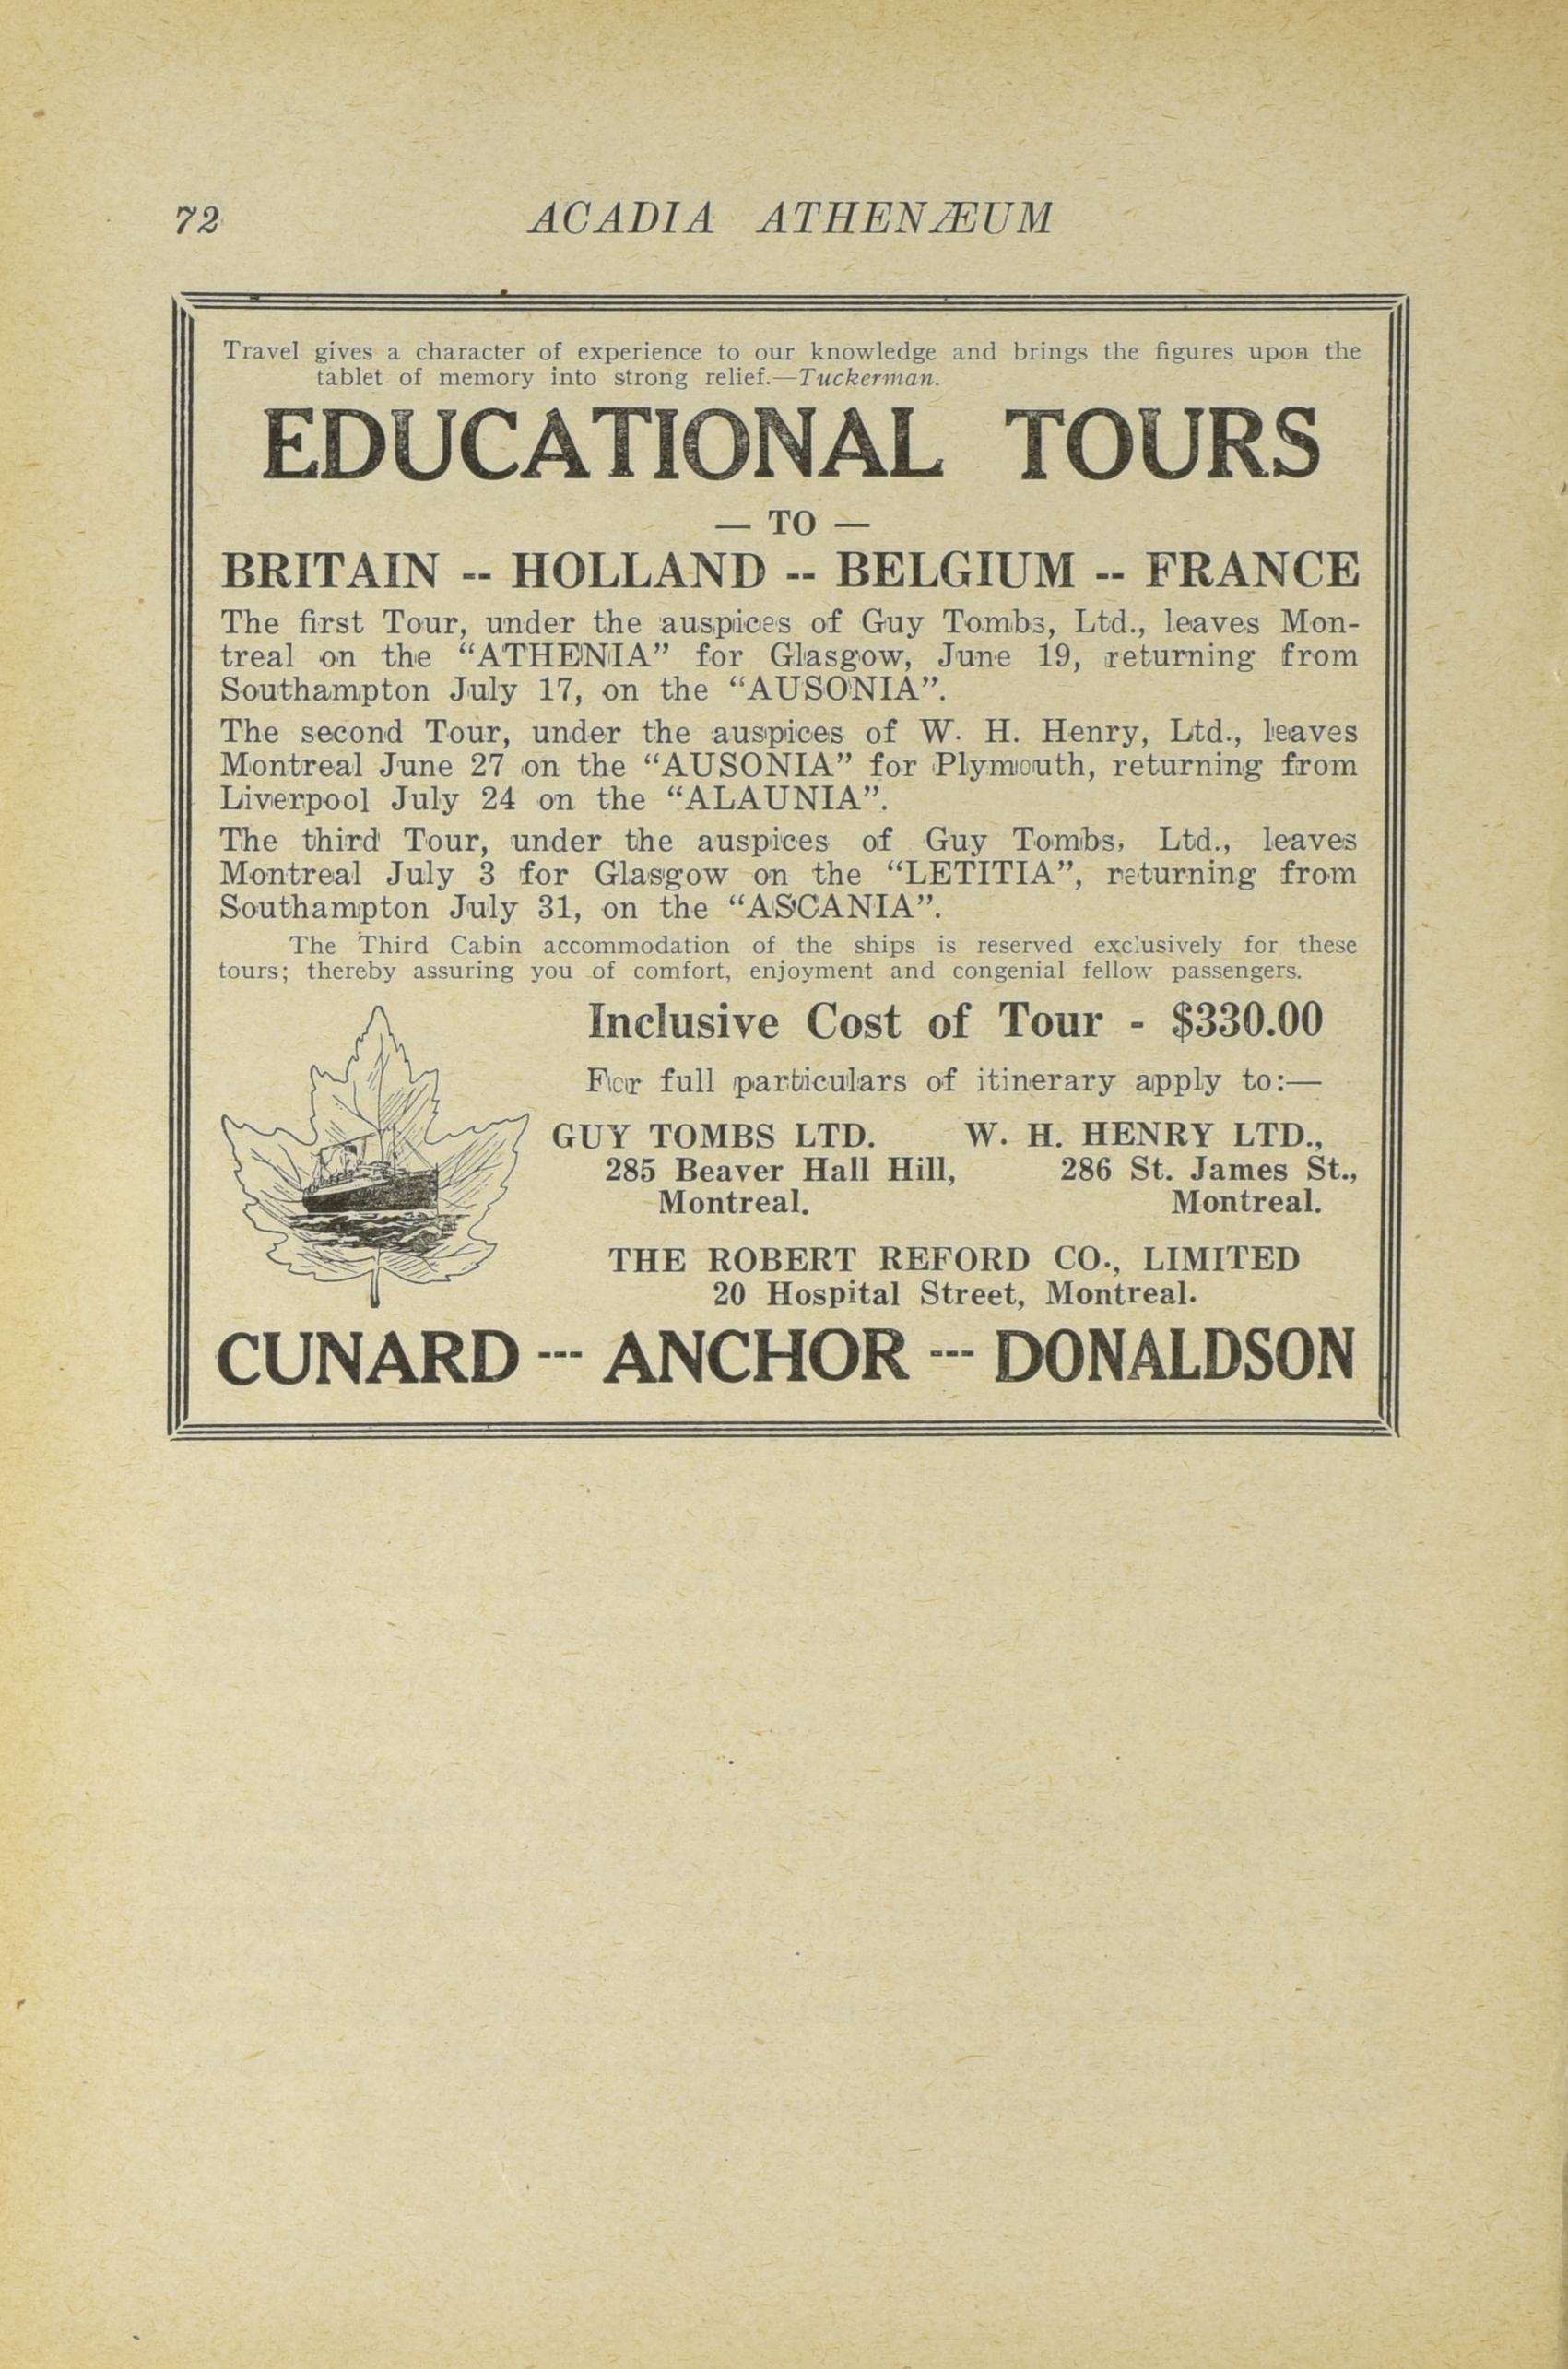 72 ACADIA ATHENÆUM
Travel gives a character of experience to our knowledge and brings the figures upon the
tablet of memory into strong relief.—Tuckerman.
EDUCATIONAL TOURS
— TO —
BRITAIN -- HOLLAND -- BELGIUM -- FRANCE
The first Tour, under the auspices of Guy Tombs, Ltd., leaves Mon-
treal on the “ATHENIA” for Glasgow, June 19, returning from
Southampton July 17, on the “AUSONIA”.
The second Tour, under the auspices of W. H. Henry, Ltd., leaves
Montreal June 27 on the “AUSONIA” for Plymouth, returning from
Liverpool July 24 on the “ALAUNIA”.
The third Tour, under the auspices of Guy Tombs, Ltd., leaves
Montreal July 3 for Glasgow on the “LETITIA”, returning from
Southampton July 31, on the “ASCANIA”.
The Third Cabin accommodation of the ships is reserved exclusively for these
tours; thereby assuring you of comfort, enjoyment and congenial fellow passengers.
Inclusive Cost of Tour - $330.00
For full particulars of itinerary apply to:—
GUY TOMBS LTD. W. H. HENRY LTD.,
285 Beaver Hall Hill, 286 St. James St.,
Montreal. Montreal.
THE ROBERT REFORD CO., LIMITED
20 Hospital Street, Montreal.
CUNARD --- ANCHOR --- DONALDSON